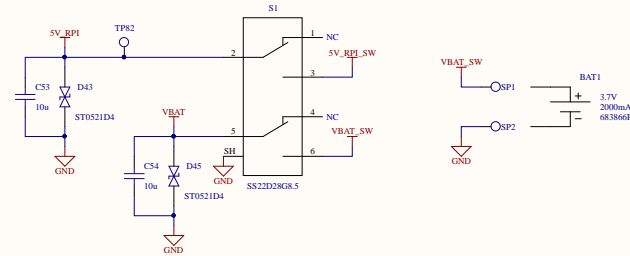 S1
TP82
5V_RPI
1 NC
2
5V_RPI_SW
3
C53
10u
D43
ST0521D4
GND
VBAT
4 NC
5
VBAT_SW
6
SH
GND
C54
10u
D45
ST0521D4
SS22D28G8.5
GND
VBAT_SW
SP1
SP2
GND
BAT1
+
3.7V
2000mA
683866